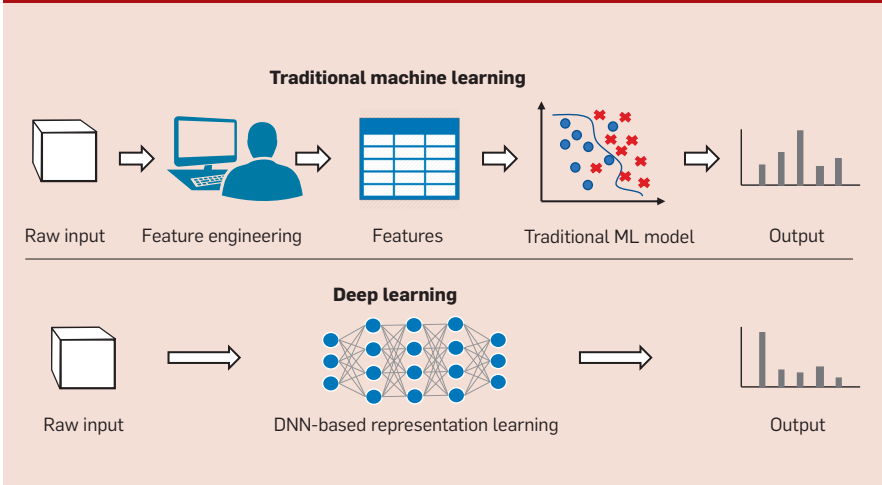 Traditional machine learning
Raw input
Feature engineering
Features
Traditional ML model
Output
Deep learning
Raw input
DNN-based representation learning
Output